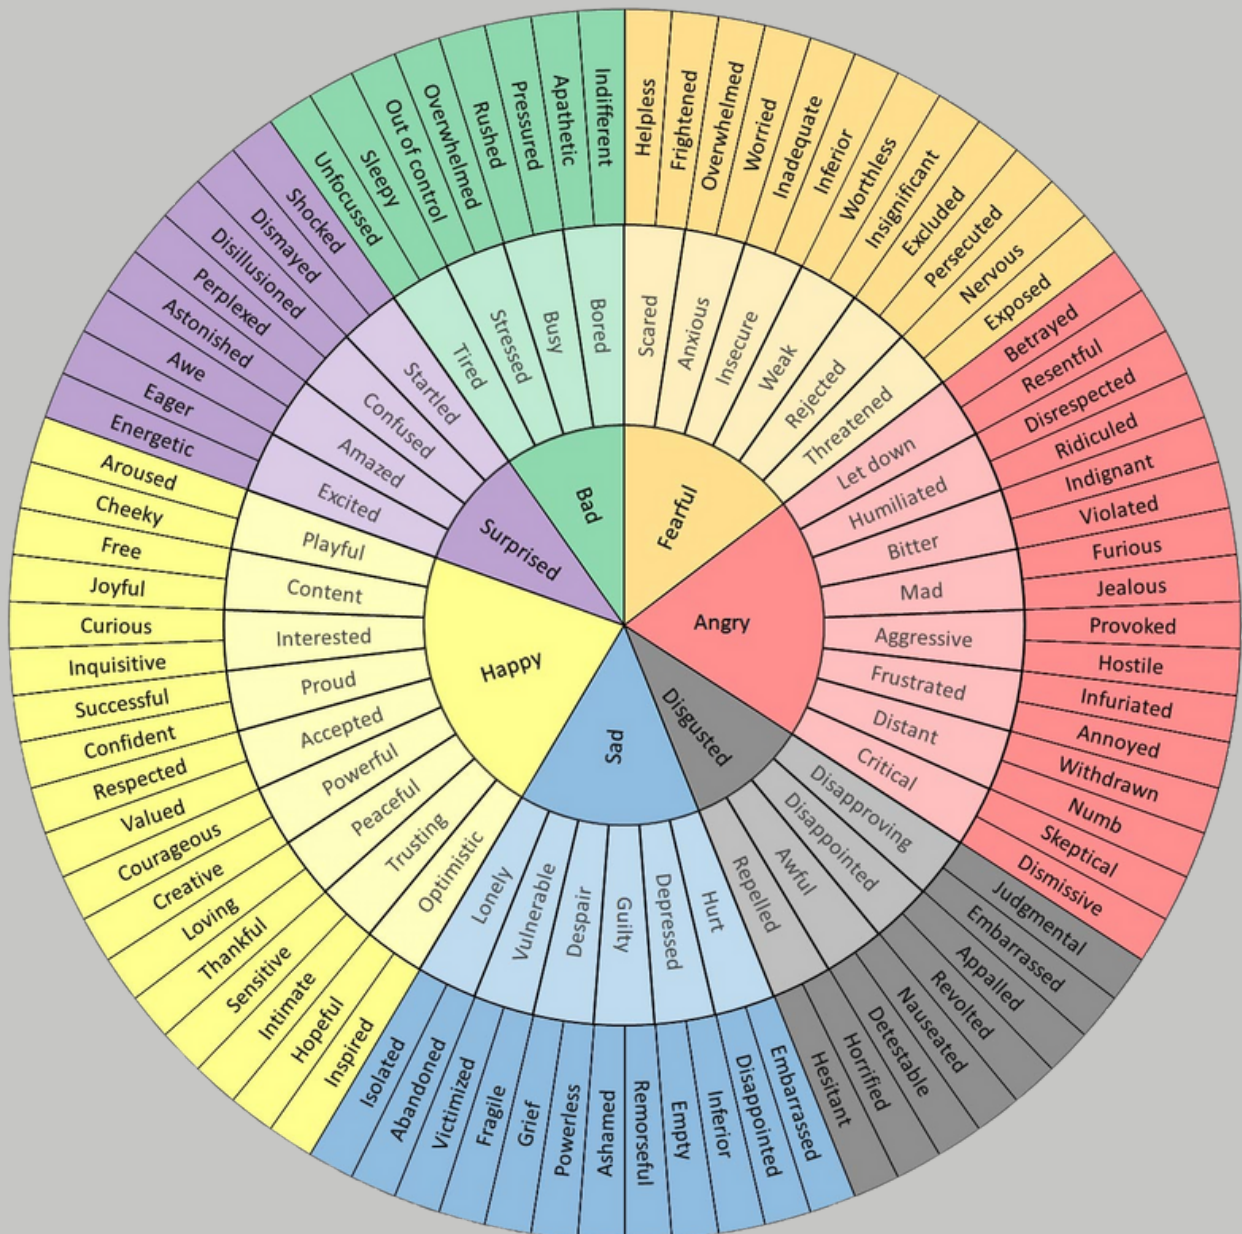 Helpless
Frightened
Overwhelmed
Worried
Inadequate
Inferior
Worthless
Insignificant
Excluded
Persecuted
Nervous
Exposed
Betrayed
Resentful
Disrespected
Ridiculed
Indignant
Violated
Furious
Jealous
Provoked
Hostile
Infuriated
Annoyed
Withdrawn
Numb
Skeptical
Dismissive
Judgmental
Embarrassed
Appalled
Revolted
Nauseated
Detestable
Horrified
Hesitant
Embarrassed
Disappointed
Inferior
Empty
Remorseful
Ashamed
Powerless
Grief
Fragile
Victimized
Abandoned
Isolated
Inspired
Hopeful
Intimate
Sensitive
Thankful
Loving
Creative
Courageous
Valued
Respected
Confident
Successful
Inquisitive
Curious
Joyful
Free
Cheeky
Aroused
Energetic
Eager
Awe
Astonished
Perplexed
Disillusioned
Dismayed
Shocked
Unfocussed
Sleepy
Out of control
Overwhelmed
Rushed
Pressured
Apathetic
Indifferent
Scared
Anxious
Insecure
Weak
Rejected
Threatened
Let down
Humiliated
Bitter
Mad
Aggressive
Frustrated
Distant
Critical
Disapproving
Disappointed
Awful
Repelled
Hurt
Depressed
Guilty
Despair
Vulnerable
Lonely
Optimistic
Trusting
Peaceful
Powerful
Accepted
Proud
Interested
Content
Playful
Excited
Amazed
Confused
Startled
Tired
Stressed
Busy
Bored
Fearful
Angry
Disgusted
Sad
Happy
Surprised
Bad